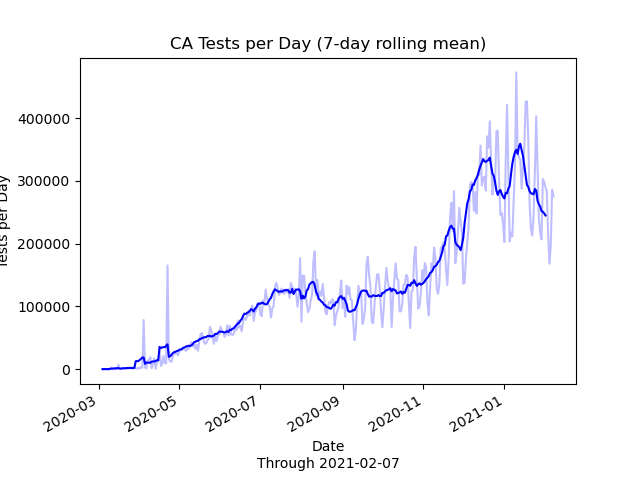 CA Tests per Day (7-day rolling mean)
Tests per Day
400000
300000
200000
100000
0
2020-03
2020-05
2020-07
2020-09
2020-11
2021-01
Date
Through 2021-02-07